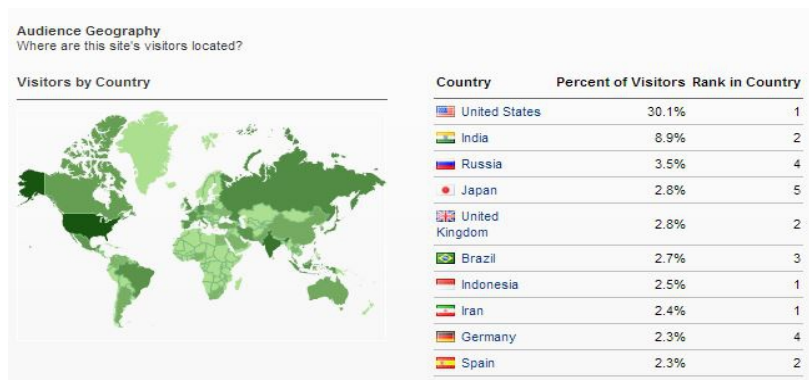 Audience Geography
Where are this site's visitors located?
Visitors by Country
Country Percent of Visitors Rank in Country
United States 30.1% 1
India 8.9% 2
Russia 3.5% 4
Japan 2.8% 5
United
Kingdom 2.8% 2
Brazil 2.7% 3
Indonesia 2.5% 1
Iran 2.4% 1
Germany 2.3% 4
Spain 2.3% 2